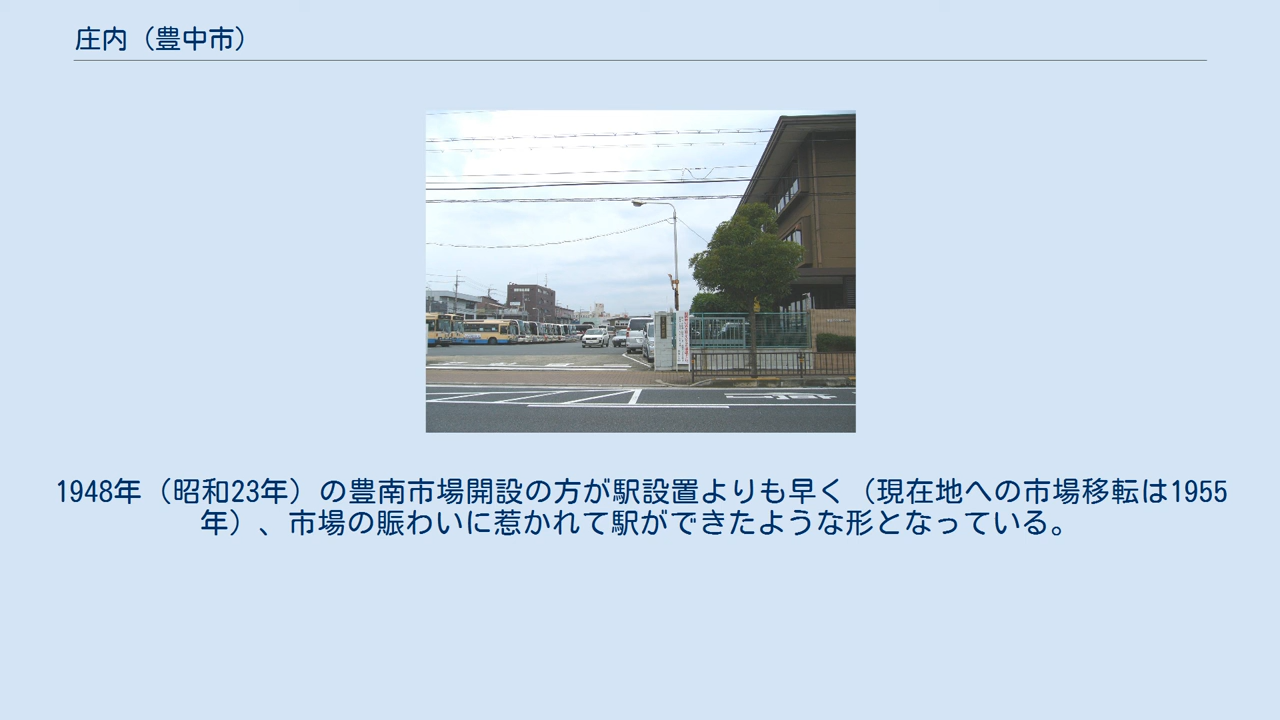 庄内（豊中市）
1948年（昭和23年）の豊南市場開設の方が駅設置よりも早く（現在地への市場移転は1955
年）、市場の賑わいに惹かれて駅ができたような形となっている。